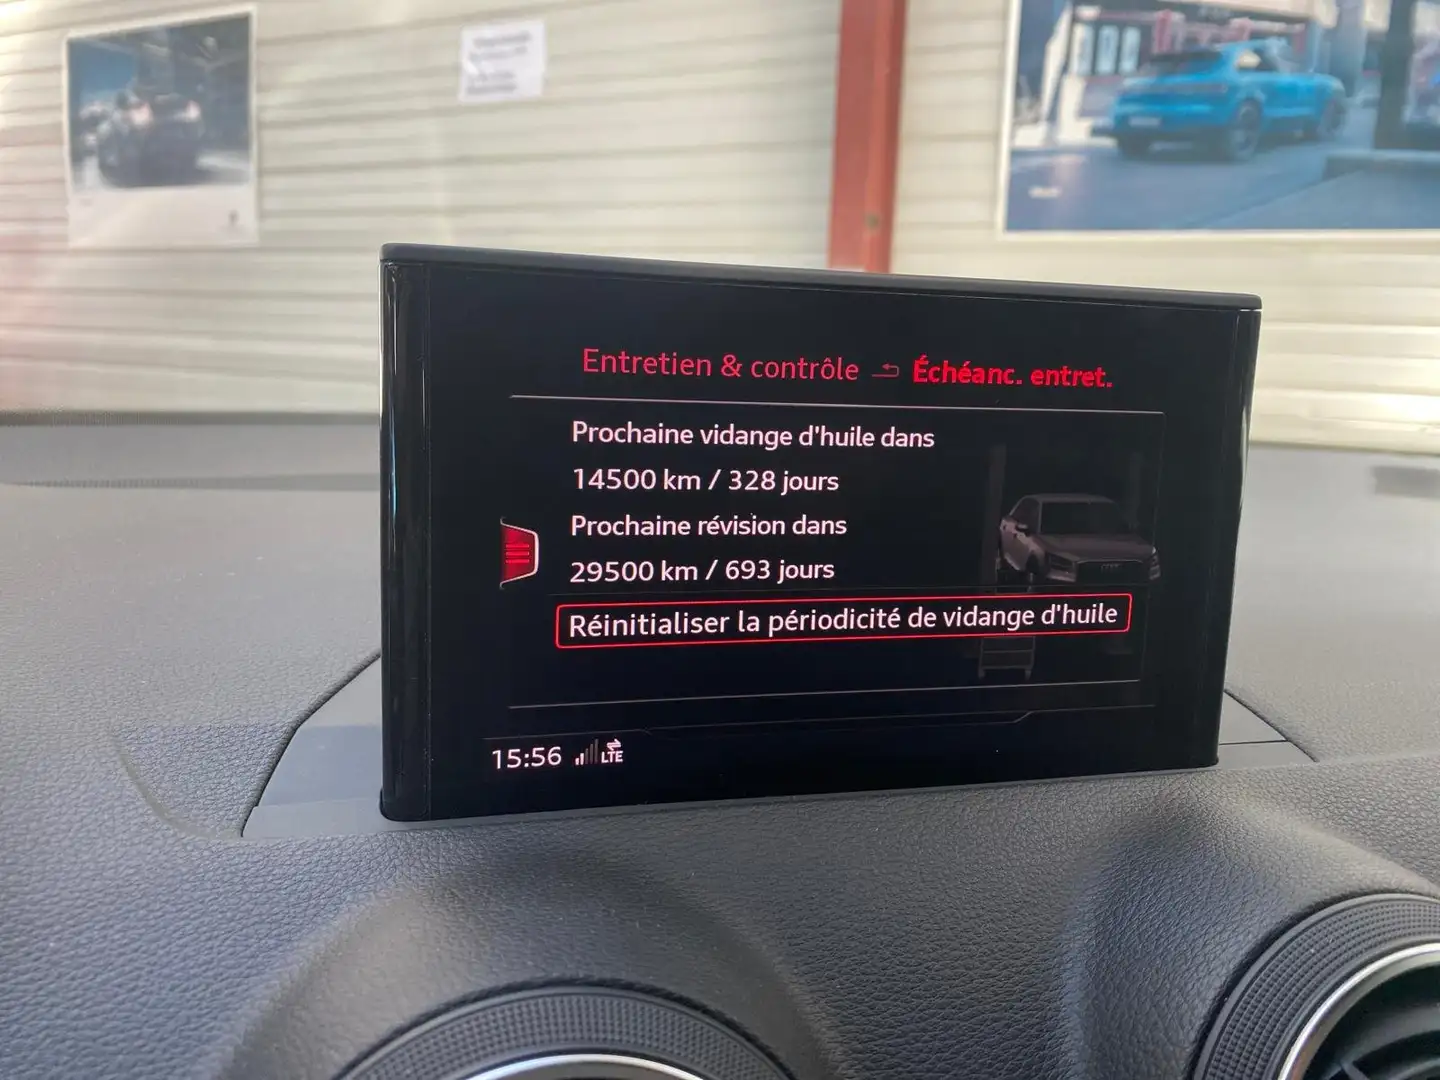 Entretien & contrôle Échéanc. entret.
Prochaine vidange d'huile dans
14500 km / 328 jours
Prochaine révision dans
29500 km / 693 jours
Réinitialiser la périodicité de vidange d'huile
15:56 LTE